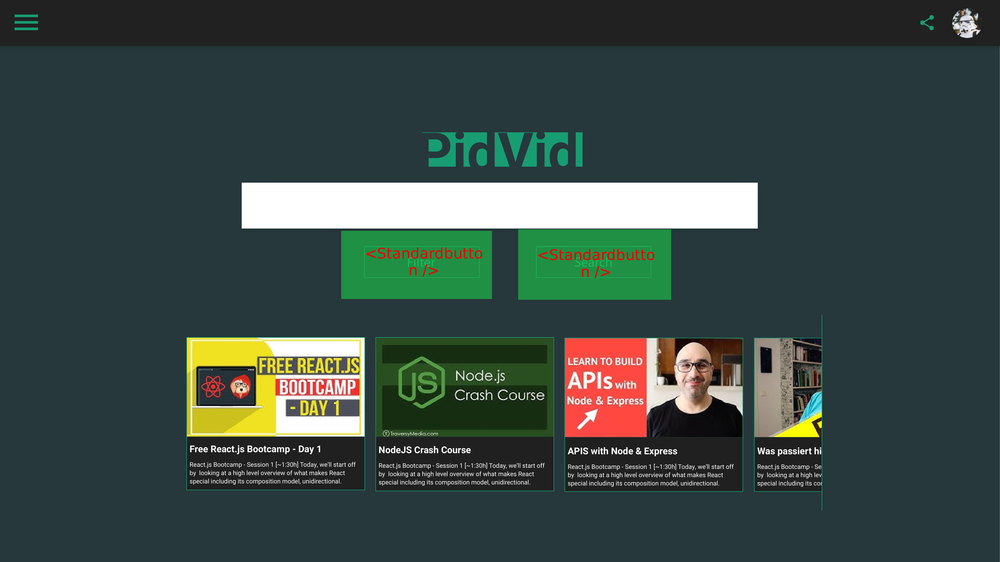 PidVid
<Standardbutto
n />
Filter
<Standardbutto
n />
Search
FREE REACT.JS
BOOTCAMP
- DAY 1
Free React.js Bootcamp - Day 1
React.js Bootcamp - Session 1 [~1:30h] Today, we'll start off
by  looking at a high level overview of what makes React
special including its composition model, unidirectional.
JS
Node.js
Crash Course
TraversyMedia.com
NodeJS Crash Course
React.js Bootcamp - Session 1 [~1:30h] Today, we'll start off
by  looking at a high level overview of what makes React
special including its composition model, unidirectional.
LEARN TO BUILD
APIs with
Node & Express
APIS with Node & Express
React.js Bootcamp - Session 1 [~1:30h] Today, we'll start off
by  looking at a high level overview of what makes React
special including its composition model, unidirectional.
Was passiert hi
React.js Bootcamp - Se
by  looking at a high lev
special including its